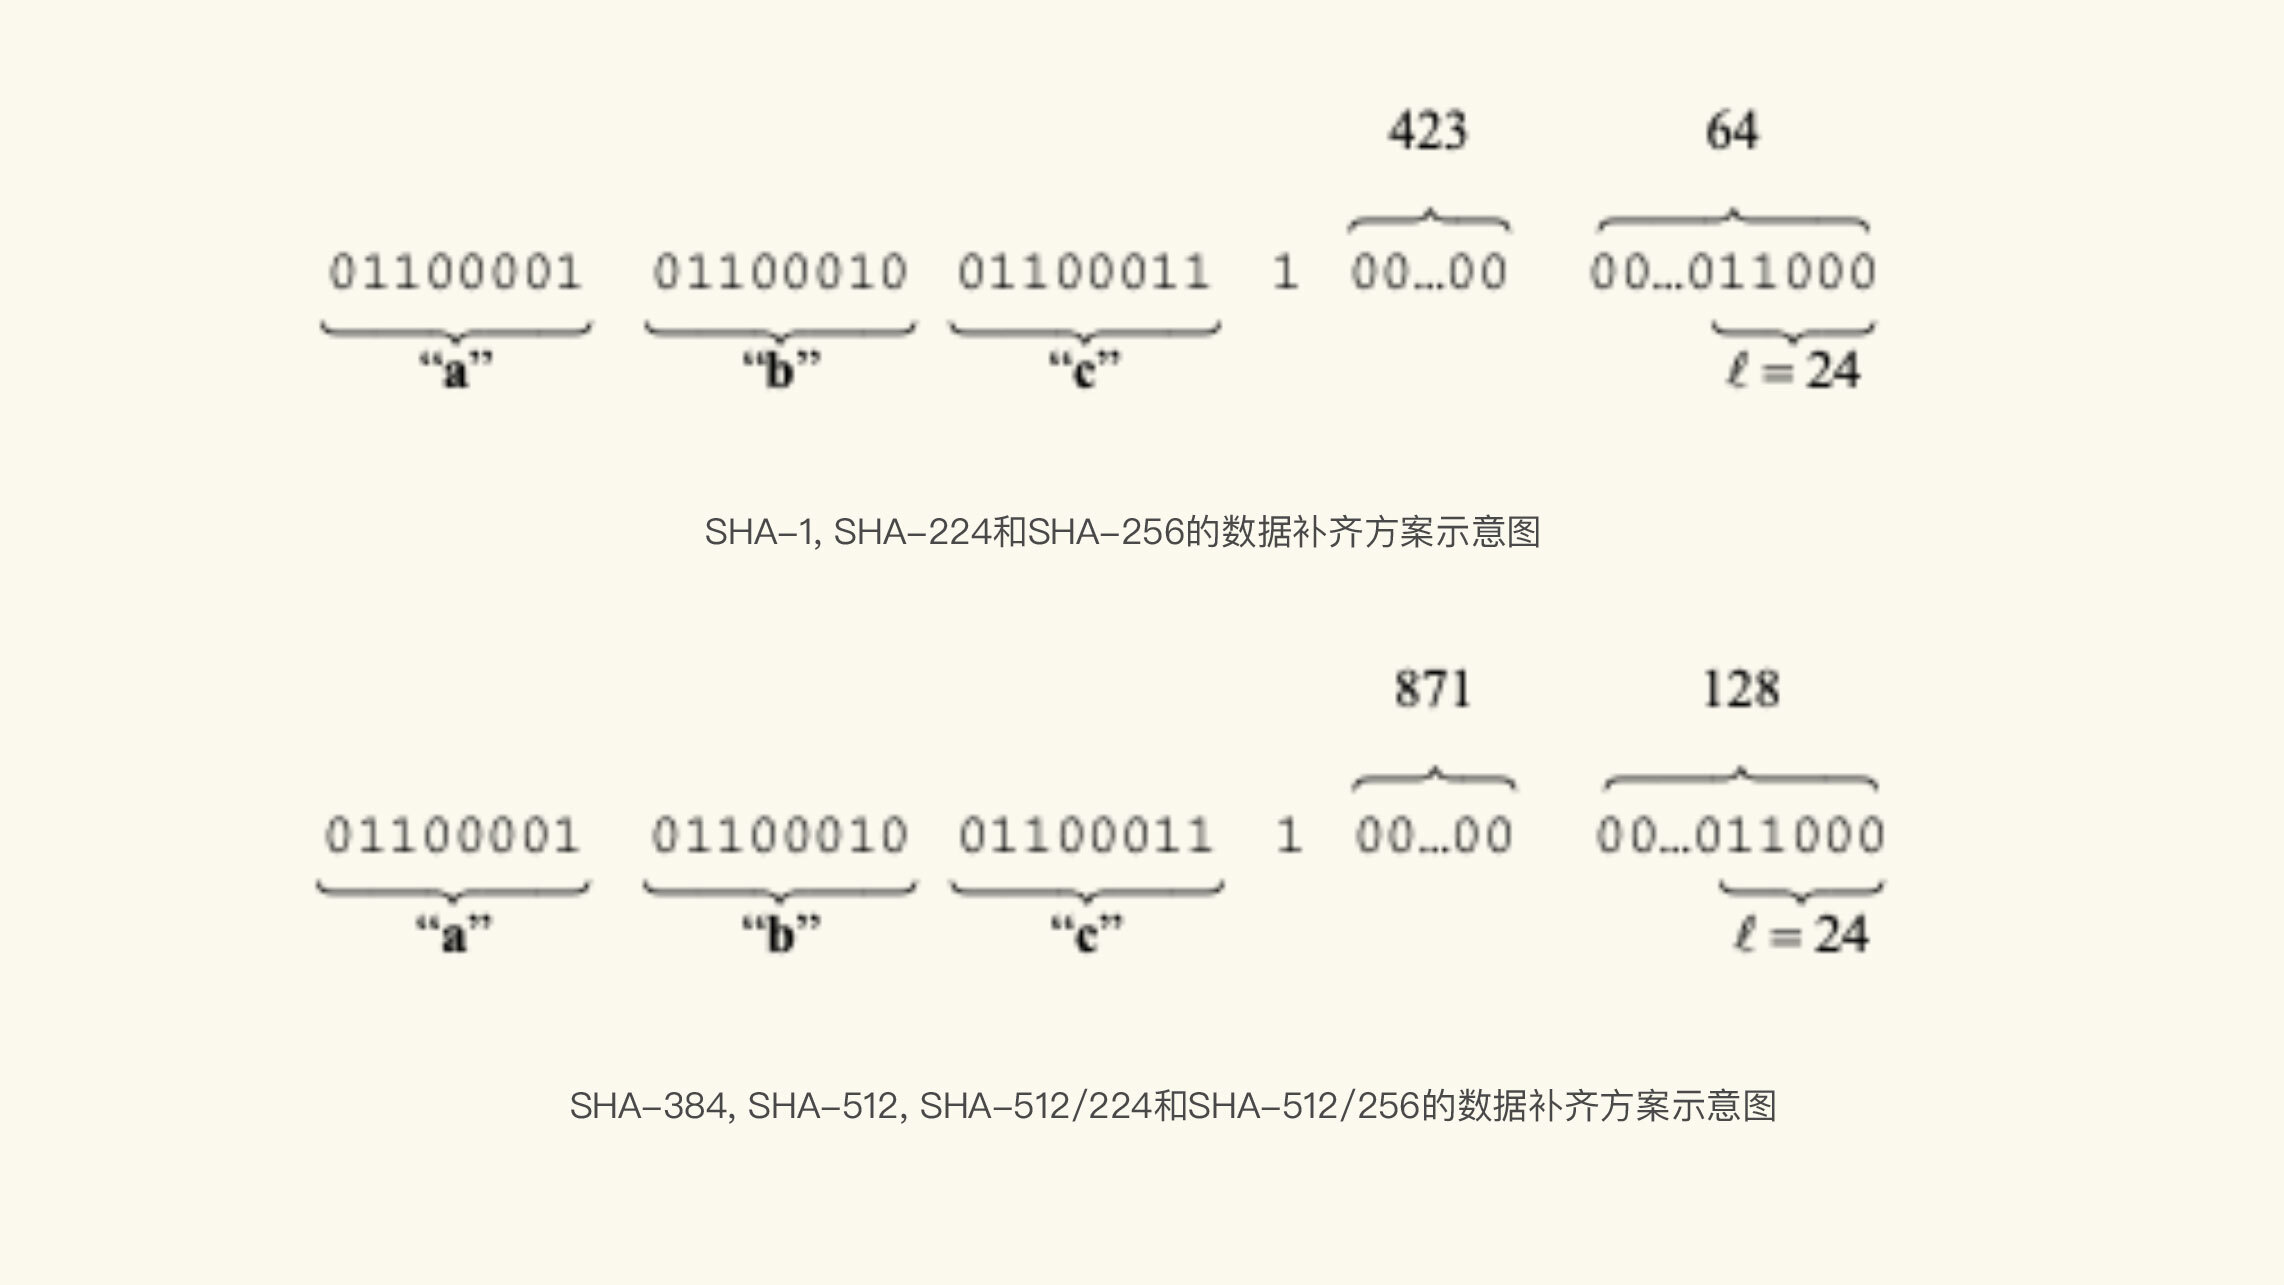 423 64
01100001 01100010 01100011 1 00...00 00...011000
“a” “b” “c” ℓ = 24
SHA-1, SHA-224和SHA-256的数据补齐方案示意图
871 128
01100001 01100010 01100011 1 00...00 00...011000
“a” “b” “c” ℓ = 24
SHA-384, SHA-512, SHA-512/224和SHA-512/256的数据补齐方案示意图